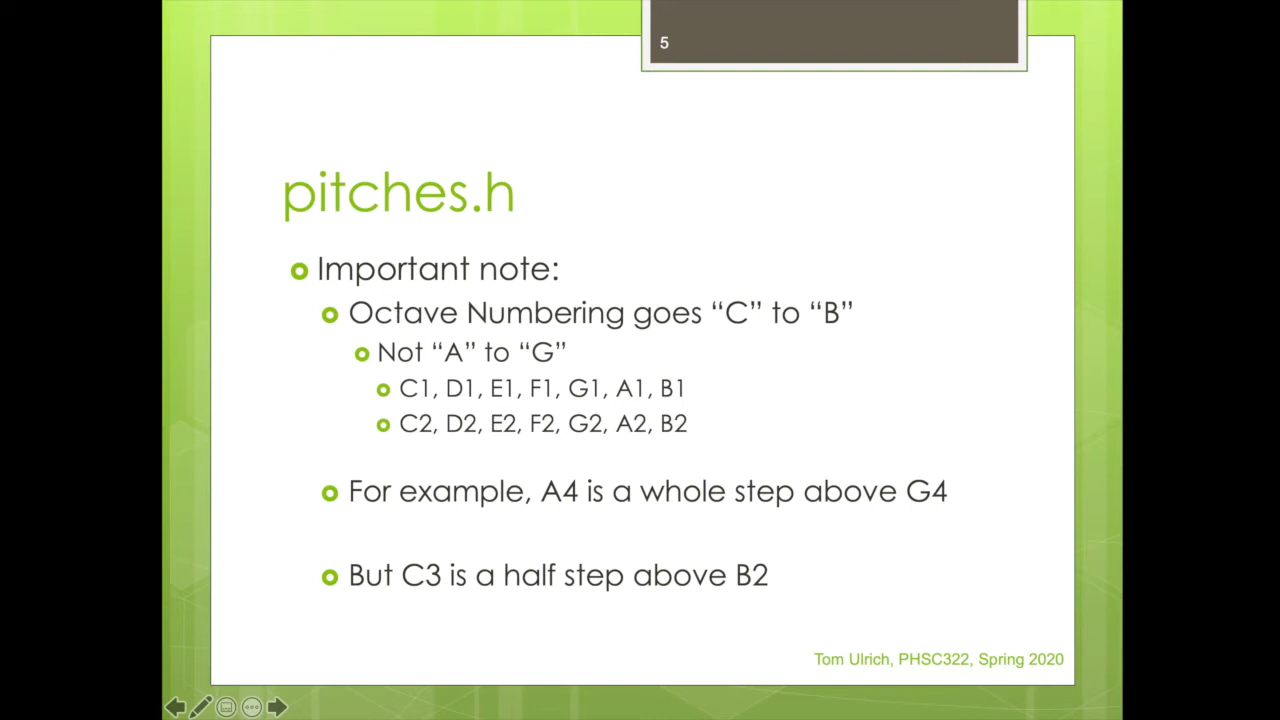 5
pitches.h
Important note:
Octave Numbering goes “C” to “B”
Not “A” to “G”
C1, D1, E1, F1, G1, A1, B1
C2, D2, E2, F2, G2, A2, B2
For example, A4 is a whole step above G4
But C3 is a half step above B2
Tom Ulrich, PHSC322, Spring 2020